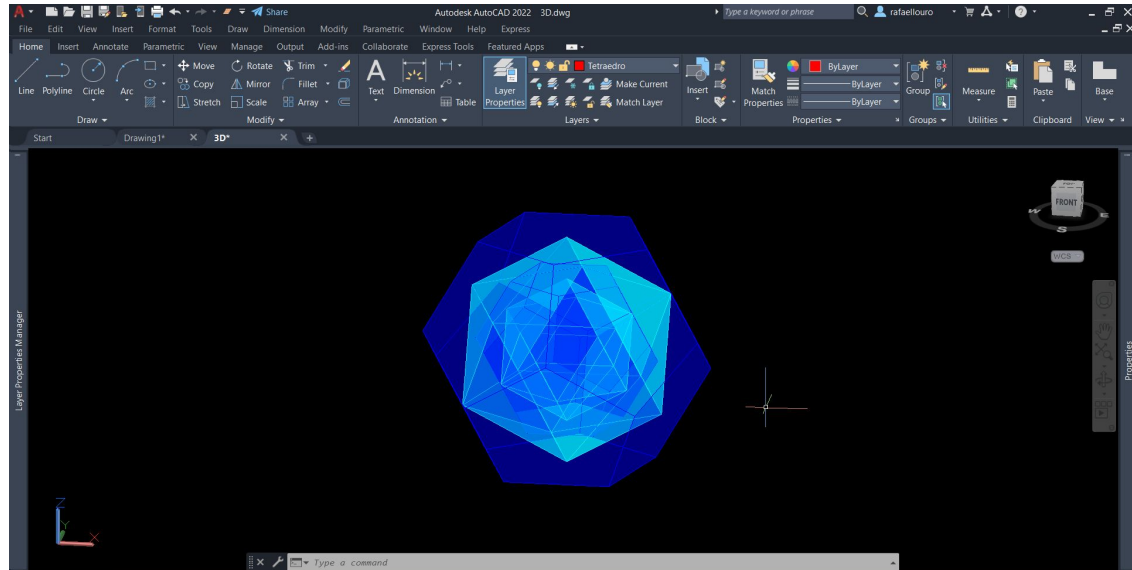 A Share Autodesk AutoCAD 2022 3D.dwg Type a keyword or phrase rafaellouro
File Edit View Insert Format Tools Draw Dimension Modify Parametric Window Help Express
Home Insert Annotate Parametric View Manage Output Add-ins Collaborate Express Tools Featured Apps
Line Polyline Circle Arc
Move Rotate Trim
Copy Mirror Fillet
Stretch Scale Array
Text Dimension Table
Layer Properties
Tetraedro
Make Current
Match Layer
Insert
Match Properties
ByLayer
ByLayer
ByLayer
Group Measure Paste Base
Draw Modify Annotation Layers Block Properties Groups Utilities Clipboard View
Start Drawing1* 3D*
FRONT
W E
S
WCS
Layer Properties Manager
Properties
Z
Y
X
Type a command